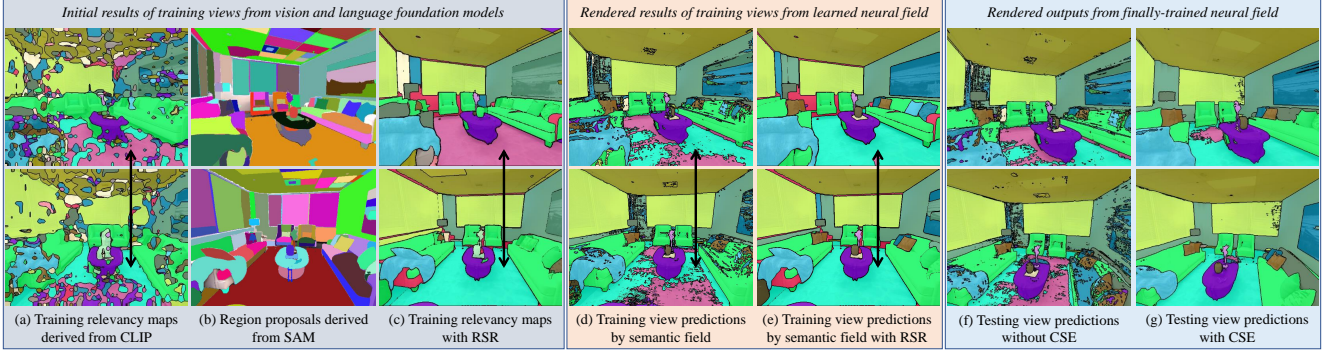 Initial results of training views from vision and language foundation models
Rendered results of training views from learned neural field
Rendered outputs from finally-trained neural field
(a) Training relevancy maps
derived from CLIP
(b) Region proposals derived
from SAM
(c) Training relevancy maps
with RSR
(d) Training view predictions
by semantic field
(e) Training view predictions
by semantic field with RSR
(f) Testing view predictions
without CSE
(g) Testing view predictions
with CSE